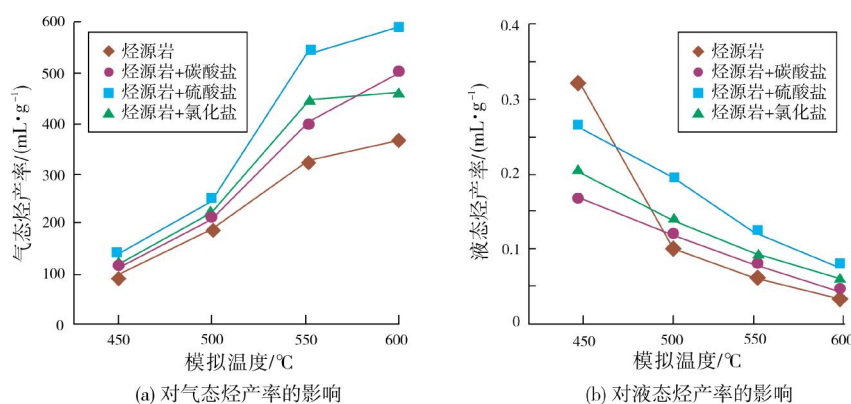 600
500
400
300
200
100
0
气态烃产率/(mL·g⁻¹)
烃源岩
烃源岩+碳酸盐
烃源岩+硫酸盐
烃源岩+氯化盐
450 500 550 600
模拟温度/℃
(a) 对气态烃产率的影响
0.4
0.3
0.2
0.1
0
液态烃产率/(mL·g⁻¹)
烃源岩
烃源岩+碳酸盐
烃源岩+硫酸盐
烃源岩+氯化盐
450 500 550 600
模拟温度/℃
(b) 对液态烃产率的影响